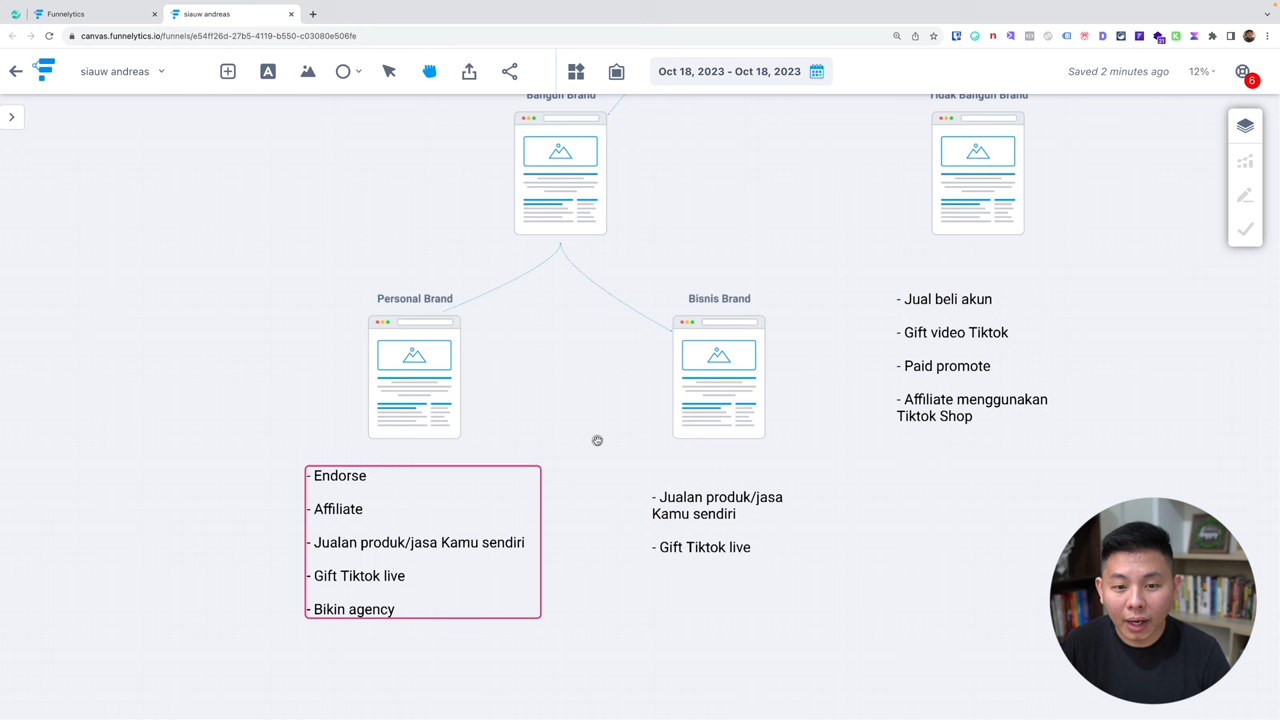 Funnelytics
siauw andreas
canvas.funnelytics.io/funnels/e54ff26d-27b5-4119-b550-c03080e506fe
21
siauw andreas
Oct 18, 2023 - Oct 18, 2023
Saved 2 minutes ago
12%
6
Bangun Brand
Tidak Bangun Brand
Personal Brand
Bisnis Brand
- Jual beli akun
- Gift video Tiktok
- Paid promote
- Affiliate menggunakan
Tiktok Shop
- Endorse
- Affiliate
- Jualan produk/jasa Kamu sendiri
- Gift Tiktok live
- Bikin agency
- Jualan produk/jasa
Kamu sendiri
- Gift Tiktok live